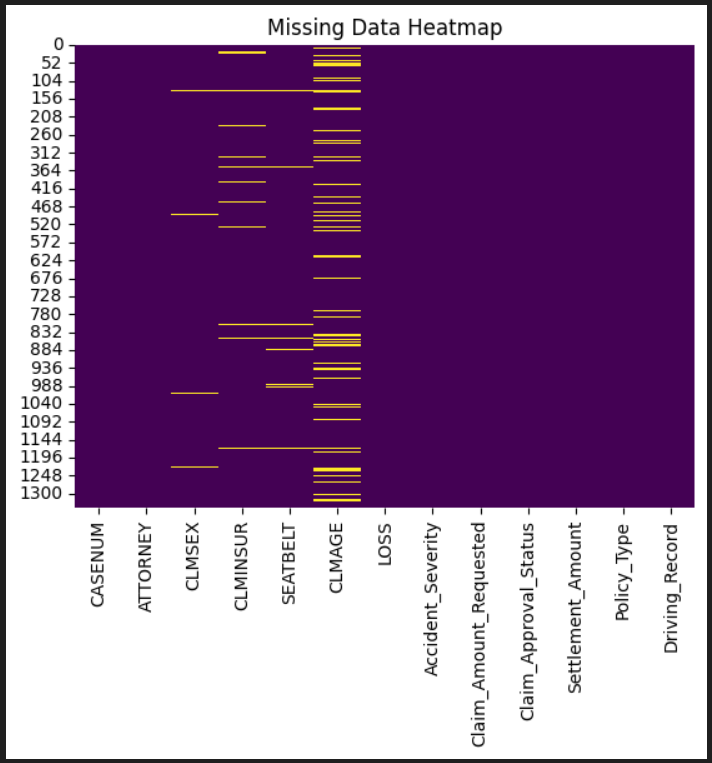 Missing Data Heatmap
0
52
104
156
208
260
312
364
416
468
520
572
624
676
728
780
832
884
936
988
1040
1092
1144
1196
1248
1300
CASENUM
ATTORNEY
CLMSEX
CLMINSUR
SEATBELT
CLMAGE
LOSS
Accident_Severity
Claim_Amount_Requested
Claim_Approval_Status
Settlement_Amount
Policy_Type
Driving_Record